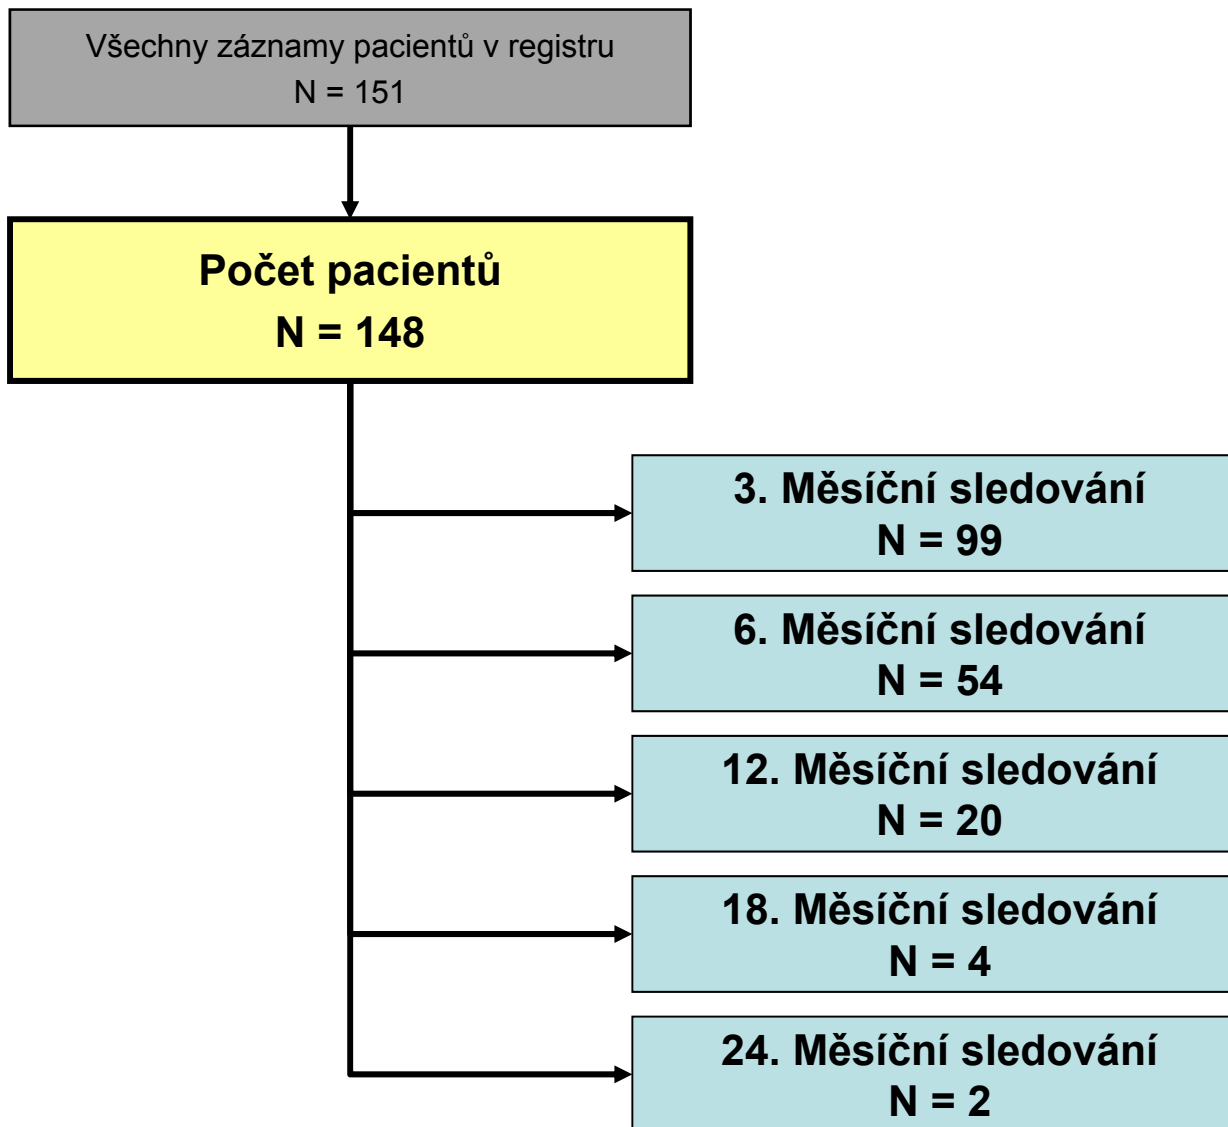 Všechny záznamy pacientů v registru
N = 151
Počet pacientů
N = 148
3. Měsíční sledování
N = 99
6. Měsíční sledování
N = 54
12. Měsíční sledování
N = 20
18. Měsíční sledování
N = 4
24. Měsíční sledování
N = 2